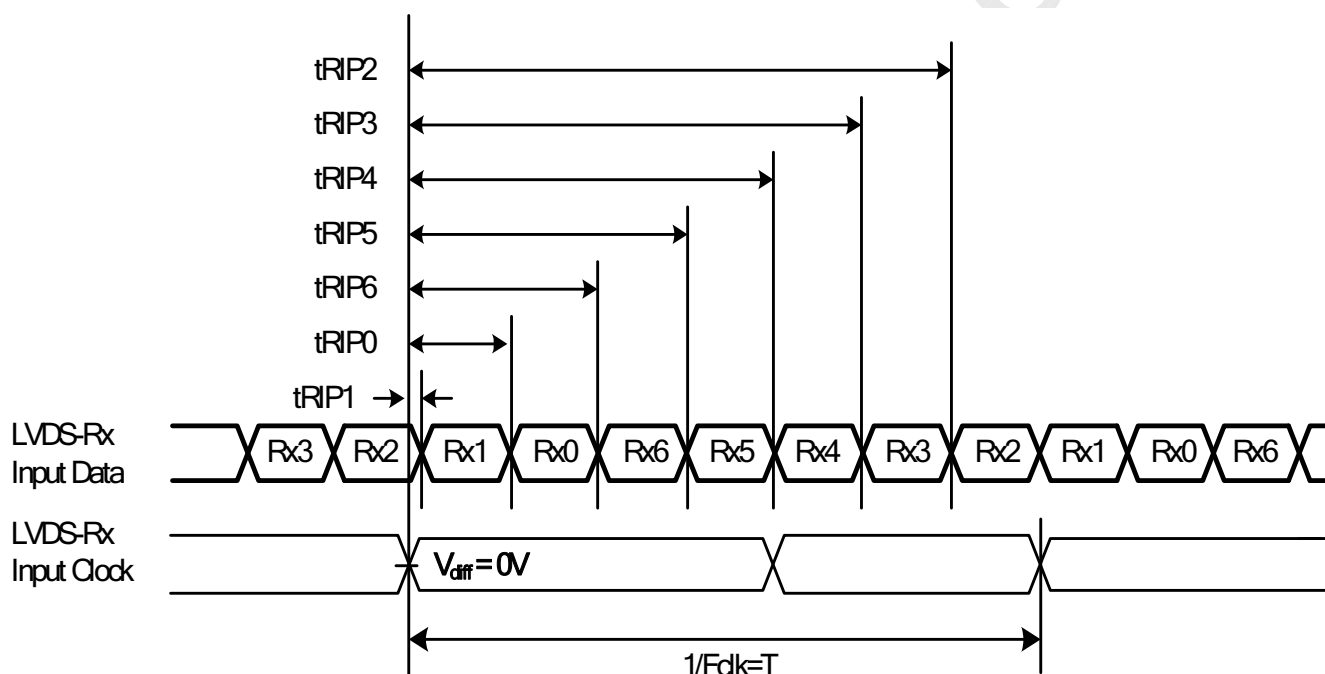 tRIP2
tRIP3
tRIP4
tRIP5
tRIP6
tRIP0
tRIP1
LVDS-Rx
Input Data
Rx3 Rx2 Rx1 Rx0 Rx6 Rx5 Rx4 Rx3 Rx2 Rx1 Rx0 Rx6
LVDS-Rx
Input Clock
Vdiff = 0V
1/Fclk=T